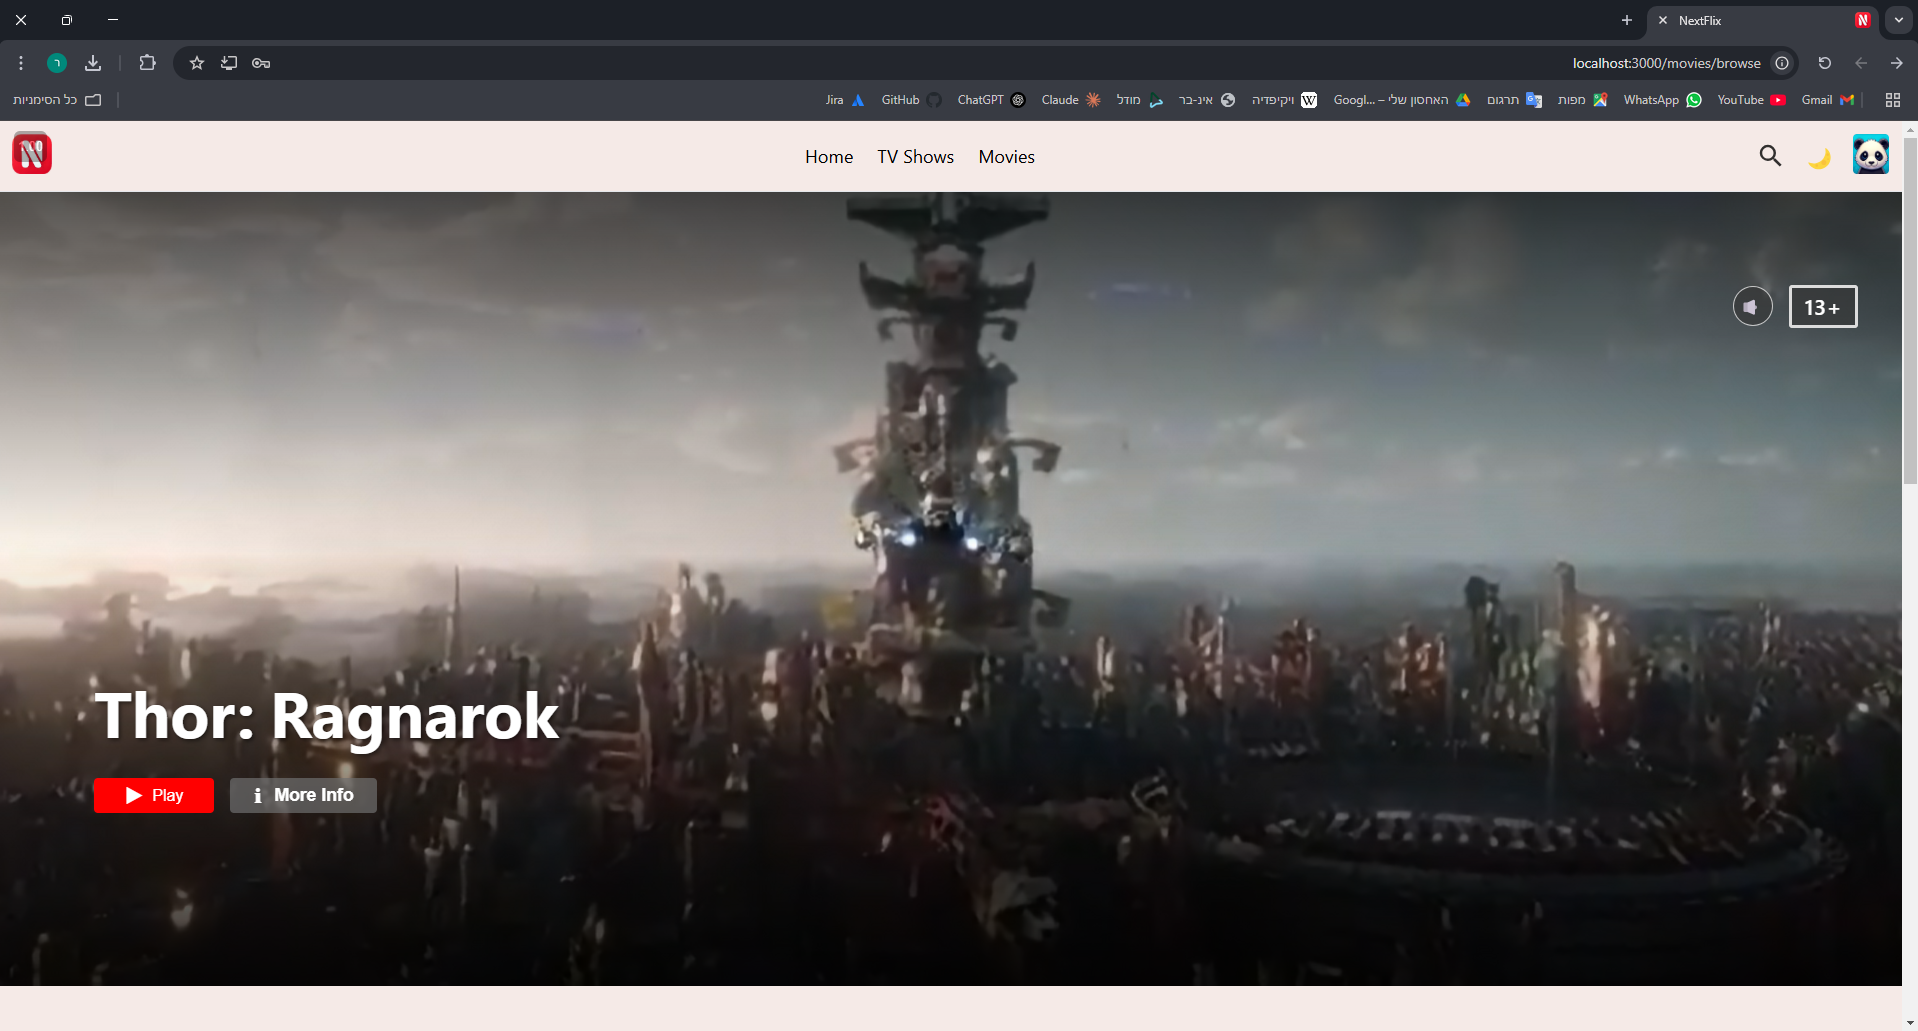 NextFlix
localhost:3000/movies/browse
כל הסימניות
Jira
GitHub
ChatGPT
Claude
מודל
אינ-בר
ויקיפדיה
האחסון שלי – Googl...
תרגום
מפות
WhatsApp
YouTube
Gmail
Home TV Shows Movies
13+
Thor: Ragnarok
Play
More Info